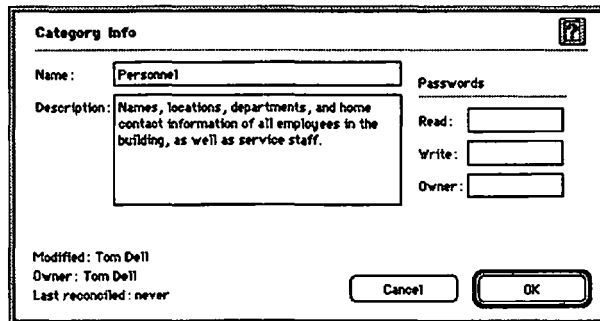 Category Info
?
Name: Personnel
Passwords
Description: Names, locations, departments, and home
contact information of all employees in the
building, as well as service staff.
Read:
Write:
Owner:
Modified: Tom Dell
Owner: Tom Dell
Last reconciled: never
Cancel
OK